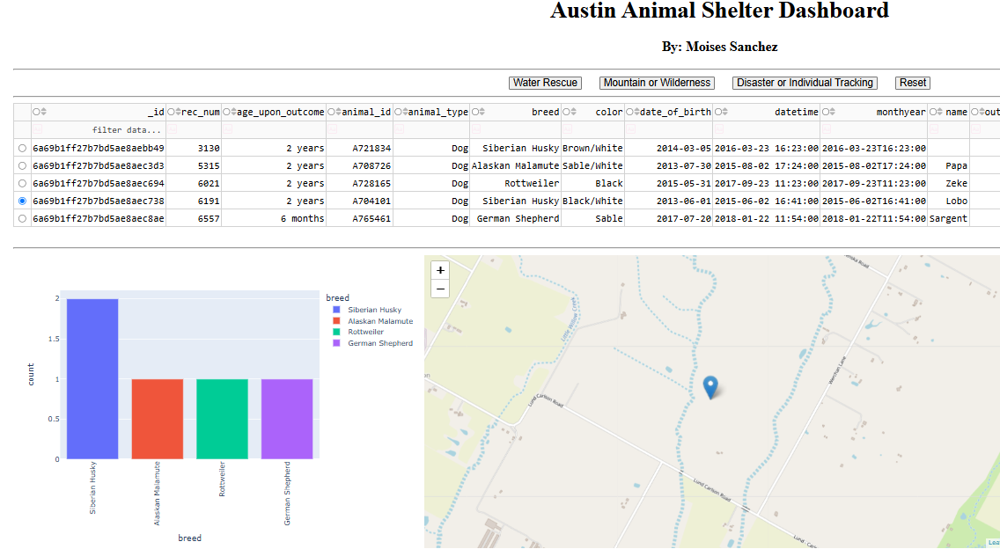 Austin Animal Shelter Dashboard
By: Moises Sanchez
Water Rescue Mountain or Wilderness Disaster or Individual Tracking Reset
_id rec_num age_upon_outcome animal_id animal_type breed color date_of_birth datetime monthyear name out
filter data...
6a69b1ff27b7bd5ae8aebb49 3130 2 years A721834 Dog Siberian Husky Brown/White 2014-03-05 2016-03-23 16:23:00 2016-03-23T16:23:00
6a69b1ff27b7bd5ae8aec3d3 5315 2 years A708726 Dog Alaskan Malamute Sable/White 2013-07-30 2015-08-02 17:24:00 2015-08-02T17:24:00 Papa
6a69b1ff27b7bd5ae8aec694 6021 2 years A728165 Dog Rottweiler Black 2015-05-31 2017-09-23 11:23:00 2017-09-23T11:23:00 Zeke
6a69b1ff27b7bd5ae8aec738 6191 2 years A704101 Dog Siberian Husky Black/White 2013-06-01 2015-06-02 16:41:00 2015-06-02T16:41:00 Lobo
6a69b1ff27b7bd5ae8aec8ae 6557 6 months A765461 Dog German Shepherd Sable 2017-07-20 2018-01-22 11:54:00 2018-01-22T11:54:00 Sargent
2
1.5
1
0.5
0
count
Siberian Husky
Alaskan Malamute
Rottweiler
German Shepherd
breed
breed
Siberian Husky
Alaskan Malamute
Rottweiler
German Shepherd
+
−
Road
Little Willow Creek
Lund Carlson Road
Werchan Lane
Lund Carlson Road
Lund - Carls
Lea